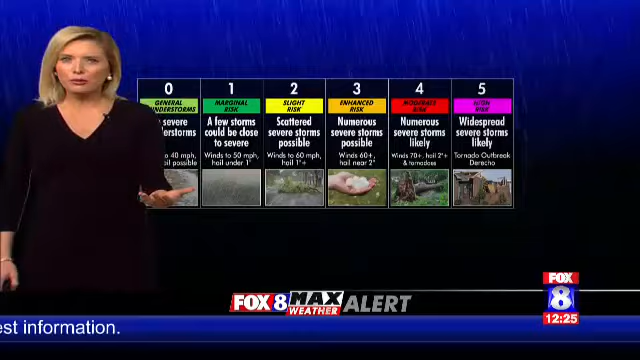 0
1
2
3
4
5
GENERAL
MARGINAL
RISK
SLIGHT
RISK
ENHANCED
RISK
MODERATE
RISK
HIGH
RISK
severe
A few storms
could be close
to severe
Scattered
severe storms
possible
Numerous
severe storms
possible
Numerous
severe storms
likely
Widespread
severe storms
likely
to 40 mph,
possible
Winds to 50 mph,
hail under 1"
Winds to 60 mph,
hail 1"+
Winds 60+,
hail near 2"
Winds 70+, hail 2"+
& tornadoes
Tornado Outbreak
Derecho
FOX 8 MAX
WEATHER
ALERT
FOX
8
12:25
est information.